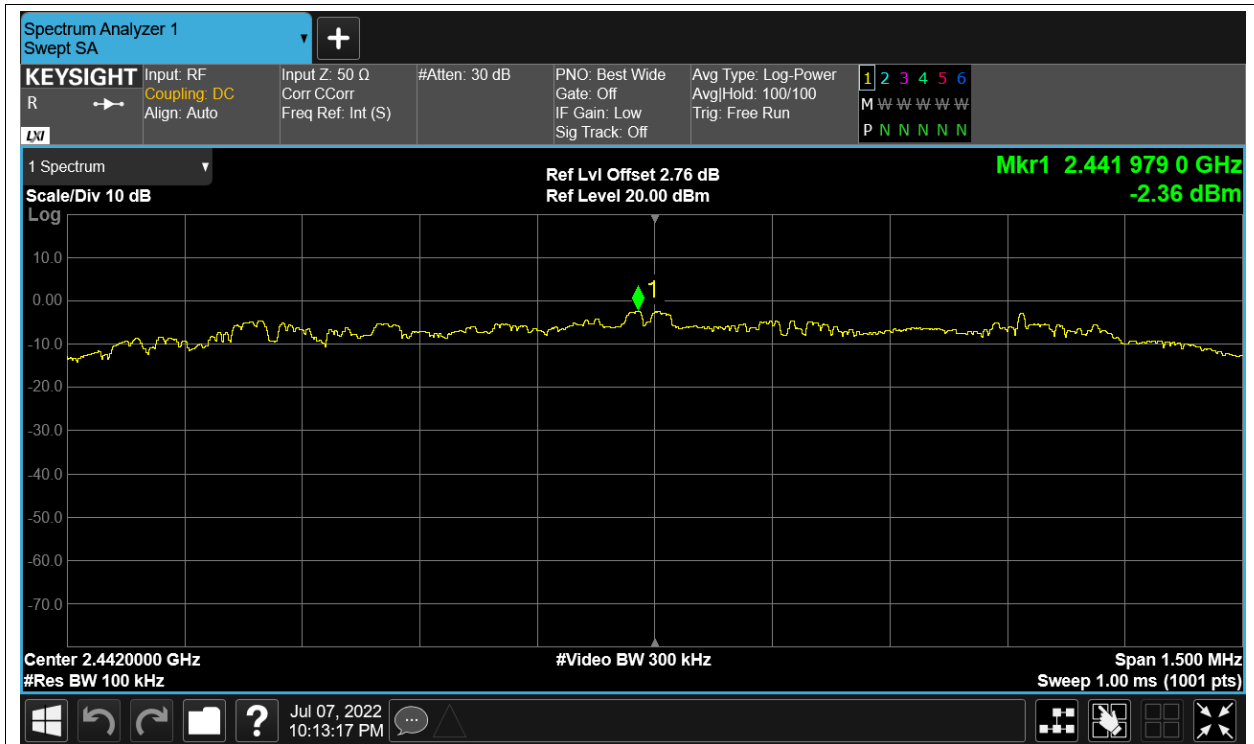 Spectrum Analyzer 1
Swept SA
KEYSIGHT
R
LXI
Input: RF
Coupling: DC
Align: Auto
Input Z: 50 Ω
Corr CCorr
Freq Ref: Int (S)
#Atten: 30 dB
PNO: Best Wide
Gate: Off
IF Gain: Low
Sig Track: Off
Avg Type: Log-Power
Avg|Hold: 100/100
Trig: Free Run
1 2 3 4 5 6
M W W W W W
P N N N N N
1 Spectrum
Scale/Div 10 dB
Log
Ref Lvl Offset 2.76 dB
Ref Level 20.00 dBm
Mkr1 2.441 979 0 GHz
-2.36 dBm
10.0
0.00
-10.0
-20.0
-30.0
-40.0
-50.0
-60.0
-70.0
1
Center 2.4420000 GHz
#Res BW 100 kHz
#Video BW 300 kHz
Span 1.500 MHz
Sweep 1.00 ms (1001 pts)
?
Jul 07, 2022
10:13:17 PM